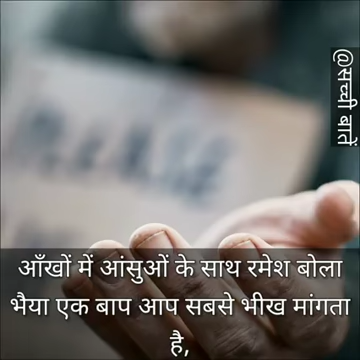 @सच्ची बातें
आँखों में आंसुओं के साथ रमेश बोला
भैया एक बाप आप सबसे भीख मांगता
है,